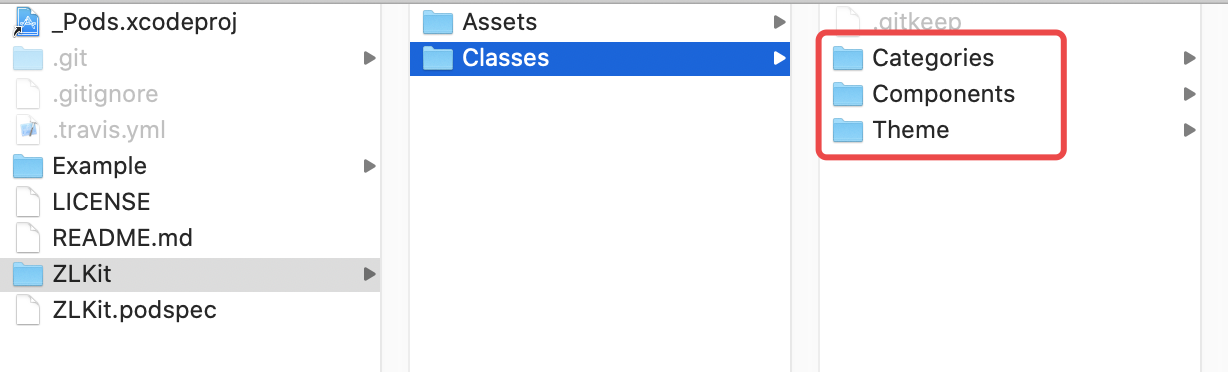 _Pods.xcodeproj
.git
.gitignore
.travis.yml
Example
LICENSE
README.md
ZLKit
ZLKit.podspec
Assets
Classes
.gitkeep
Categories
Components
Theme